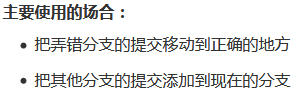 主要使用的场合：
把弄错分支的提交移动到正确的地方
把其他分支的提交添加到现在的分支